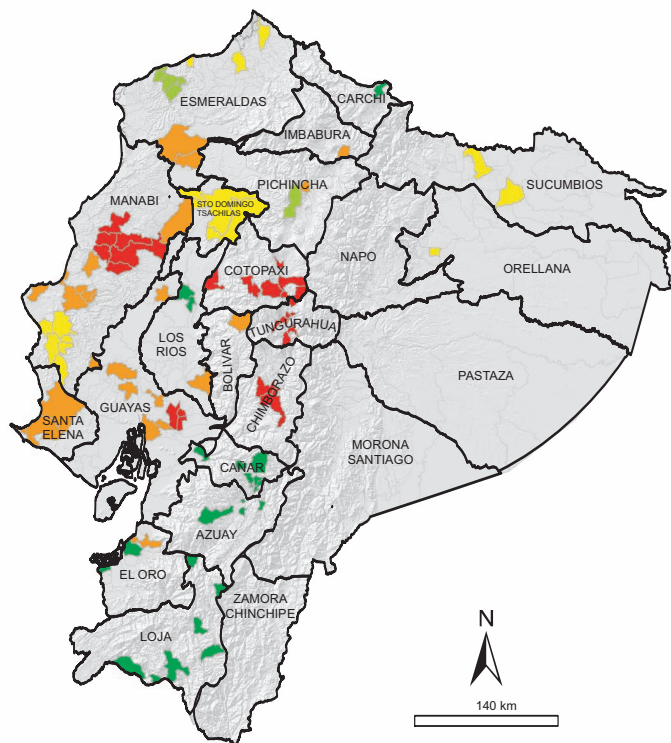 ESMERALDAS
CARCHI
IMBABURA
PICHINCHA
SUCUMBIOS
MANABI
STO DOMINGO
TSACHILAS
NAPO
COTOPAXI
ORELLANA
TUNGURAHUA
LOS
RIOS
BOLIVAR
PASTAZA
CHIMBORAZO
GUAYAS
SANTA
ELENA
MORONA
SANTIAGO
CAÑAR
AZUAY
EL ORO
ZAMORA
CHINCHIPE
LOJA
N
140 km